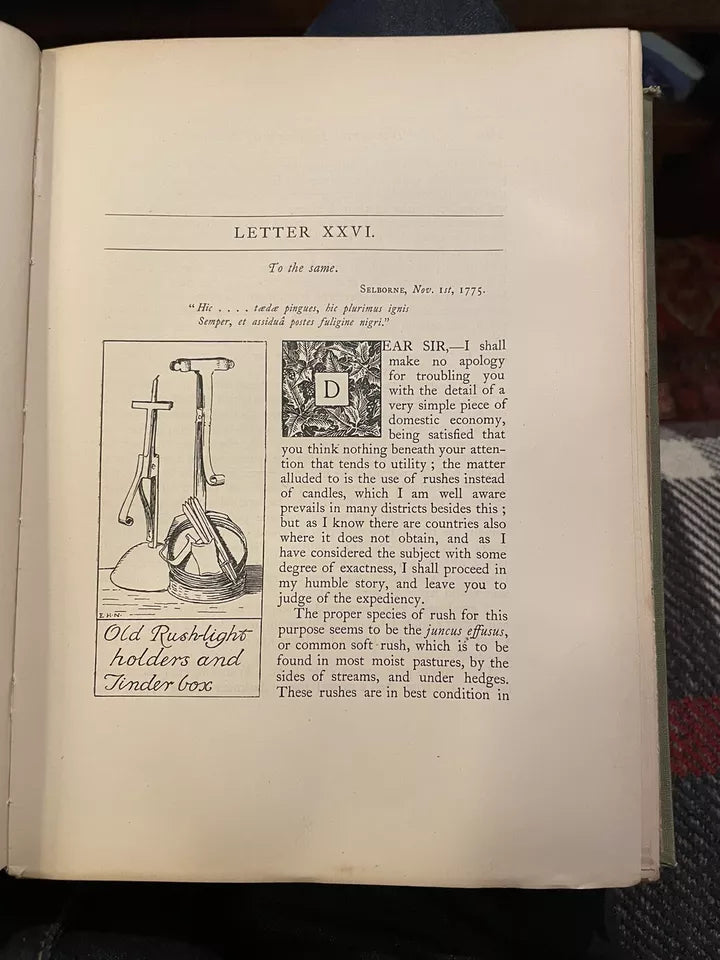 LETTER XXVI.
To the same.
SELBORNE, Nov. 1st, 1775.
"Hic . . . . tædæ pingues, hic plurimus ignis
Semper, et assiduâ postes fuligine nigri."
DEAR SIR,—I shall
make no apology
for troubling you
with the detail of a
very simple piece of
domestic economy,
being satisfied that
you think nothing beneath your atten-
tion that tends to utility ; the matter
alluded to is the use of rushes instead
of candles, which I am well aware
prevails in many districts besides this ;
but as I know there are countries also
where it does not obtain, and as I
have considered the subject with some
degree of exactness, I shall proceed in
my humble story, and leave you to
judge of the expediency.
The proper species of rush for this
purpose seems to be the juncus effusus,
or common soft rush, which is to be
found in most moist pastures, by the
sides of streams, and under hedges.
These rushes are in best condition in
E.H.N.
Old Rushlight
holders and
Tinder box